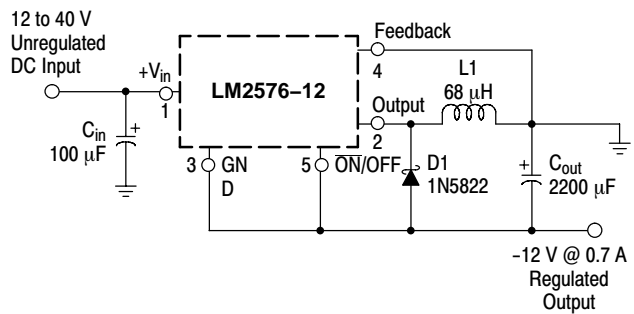 12 to 40 V
Unregulated
DC Input
+Vin
1
Cin
100 μF
+
LM2576–12
Feedback
4
Output
2
L1
68 μH
3
GN
D
5
ON/OFF
D1
1N5822
+
Cout
2200 μF
–12 V @ 0.7 A
Regulated
Output